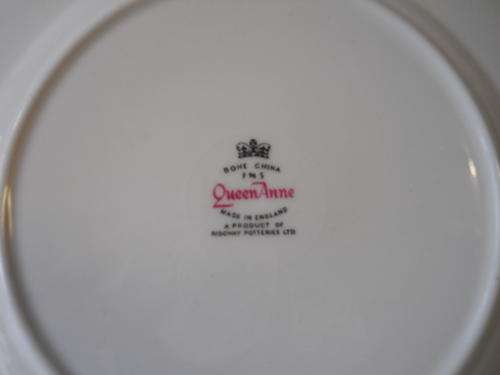 BONE CHINA
Queen Anne
MADE IN ENGLAND
A PRODUCT OF
RIDGWAY POTTERIES LTD